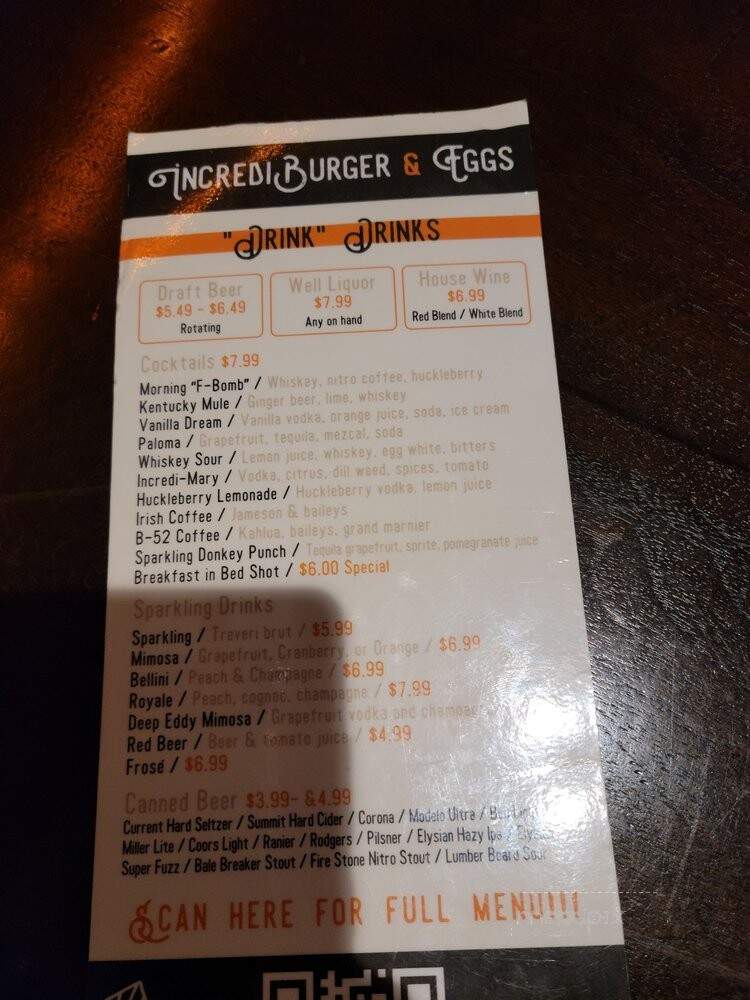 IncrediBurger & Eggs
"Drink" Drinks
Draft Beer
$5.49 - $6.49
Rotating
Well Liquor
$7.99
Any on hand
House Wine
$6.99
Red Blend / White Blend
Cocktails $7.99
Morning "F-Bomb" / Whiskey, nitro coffee, huckleberry
Kentucky Mule / Ginger beer, lime, whiskey
Vanilla Dream / Vanilla vodka, orange juice, soda, ice cream
Paloma / Grapefruit, tequila, mezcal, soda
Whiskey Sour / Lemon juice, whiskey, egg white, bitters
Incredi-Mary / Vodka, citrus, dill weed, spices, tomato
Huckleberry Lemonade / Huckleberry vodka, lemon juice
Irish Coffee / Jameson & baileys
B-52 Coffee / Kahlua, baileys, grand marnier
Sparkling Donkey Punch / Tequila grapefruit, sprite, pomegranate juice
Breakfast in Bed Shot / $6.00 Special
Sparkling Drinks
Sparkling / Treveri brut / $5.99
Mimosa / Grapefruit, Cranberry, or Orange / $6.99
Bellini / Peach & Champagne / $6.99
Royale / Peach, cognac, champagne / $7.99
Deep Eddy Mimosa / Grapefruit vodka and
Red Beer / Beer & tomato juice / $4.99
Frosé / $6.99
Canned Beer $3.99- &4.99
Current Hard Seltzer / Summit Hard Cider / Corona / Modelo Ultra /
Miller Lite / Coors Light / Ranier / Rodgers / Pilsner / Elysian Hazy Ipa /
Super Fuzz / Bale Breaker Stout / Fire Stone Nitro Stout / Lumber Beard Sour
SCAN HERE FOR FULL MENU!!!